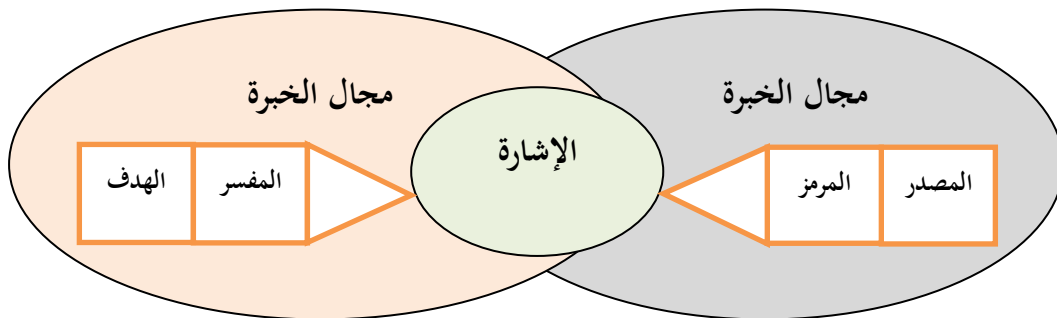 مجال الخبرة
مجال الخبرة
الإشارة
المصدر
المرمز
المفسر
الهدف